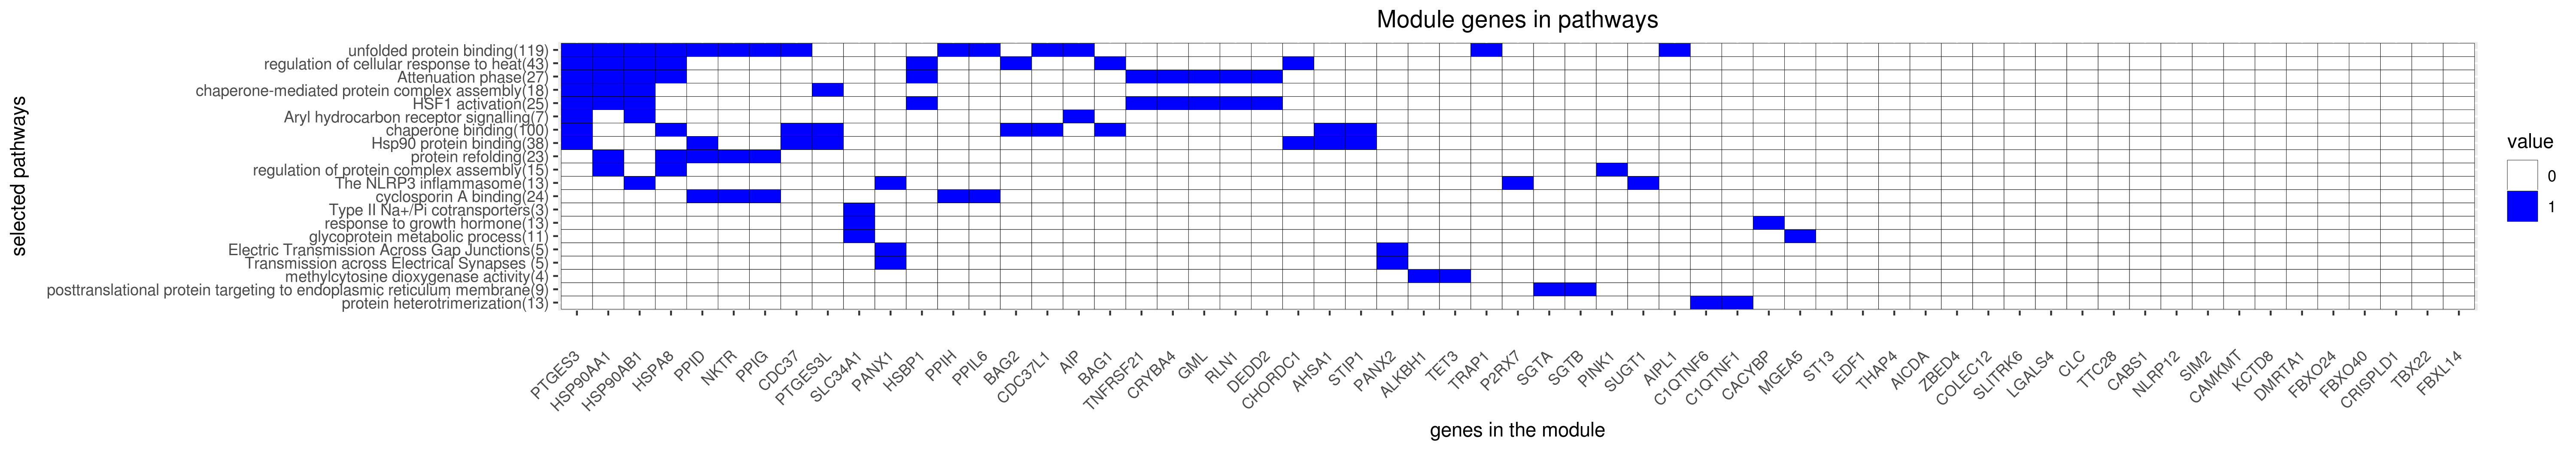 Module genes in pathways
selected pathways
unfolded protein binding(119)
regulation of cellular response to heat(43)
Attenuation phase(27)
chaperone-mediated protein complex assembly(18)
HSF1 activation(25)
Aryl hydrocarbon receptor signalling(7)
chaperone binding(100)
Hsp90 protein binding(38)
protein refolding(23)
regulation of protein complex assembly(15)
The NLRP3 inflammasome(13)
cyclosporin A binding(24)
Type II Na+/Pi cotransporters(3)
response to growth hormone(13)
glycoprotein metabolic process(11)
Electric Transmission Across Gap Junctions(5)
Transmission across Electrical Synapses (5)
methylcytosine dioxygenase activity(4)
posttranslational protein targeting to endoplasmic reticulum membrane(9)
protein heterotrimerization(13)
PTGES3
HSP90AA1
HSP90AB1
HSPA8
PPID
NKTR
PPIG
CDC37
PTGES3L
SLC34A1
PANX1
HSBP1
PPIH
PPIL6
BAG2
CDC37L1
AIP
BAG1
TNFRSF21
CRYBA4
GML
RLN1
DEDD2
CHORDC1
AHSA1
STIP1
PANX2
ALKBH1
TET3
TRAP1
P2RX7
SGTA
SGTB
PINK1
SUGT1
AIPL1
C1QTNF6
C1QTNF1
CACYBP
MGEA5
ST13
EDF1
THAP4
AICDA
ZBED4
COLEC12
SLITRK6
LGALS4
CLC
TTC28
CABS1
NLRP12
SIM2
CAMKMT
KCTD8
DMRTA1
FBXO24
FBXO40
CRISPLD1
TBX22
FBXL14
genes in the module
value
0
1